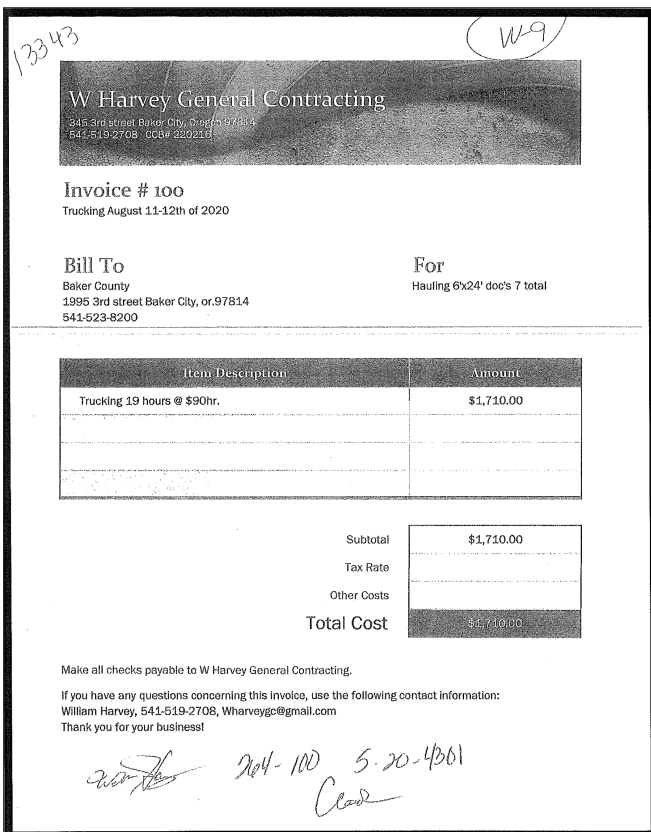 13343
W-9
W Harvey General Contracting
345 3rd street Baker City, Oregon 97814
541-519-2708 CCB# 220216
Invoice # 100
Trucking August 11-12th of 2020
Bill To
Baker County
1995 3rd street Baker City, or.97814
541-523-8200
For
Hauling 6'x24' doc's 7 total
Item Description Amount
Trucking 19 hours @ $90hr. $1,710.00
Subtotal $1,710.00
Tax Rate
Other Costs
Total Cost $1,710.00
Make all checks payable to W Harvey General Contracting.
If you have any questions concerning this invoice, use the following contact information:
William Harvey, 541-519-2708, Wharveygc@gmail.com
Thank you for your business!
264-100 5-20-4301